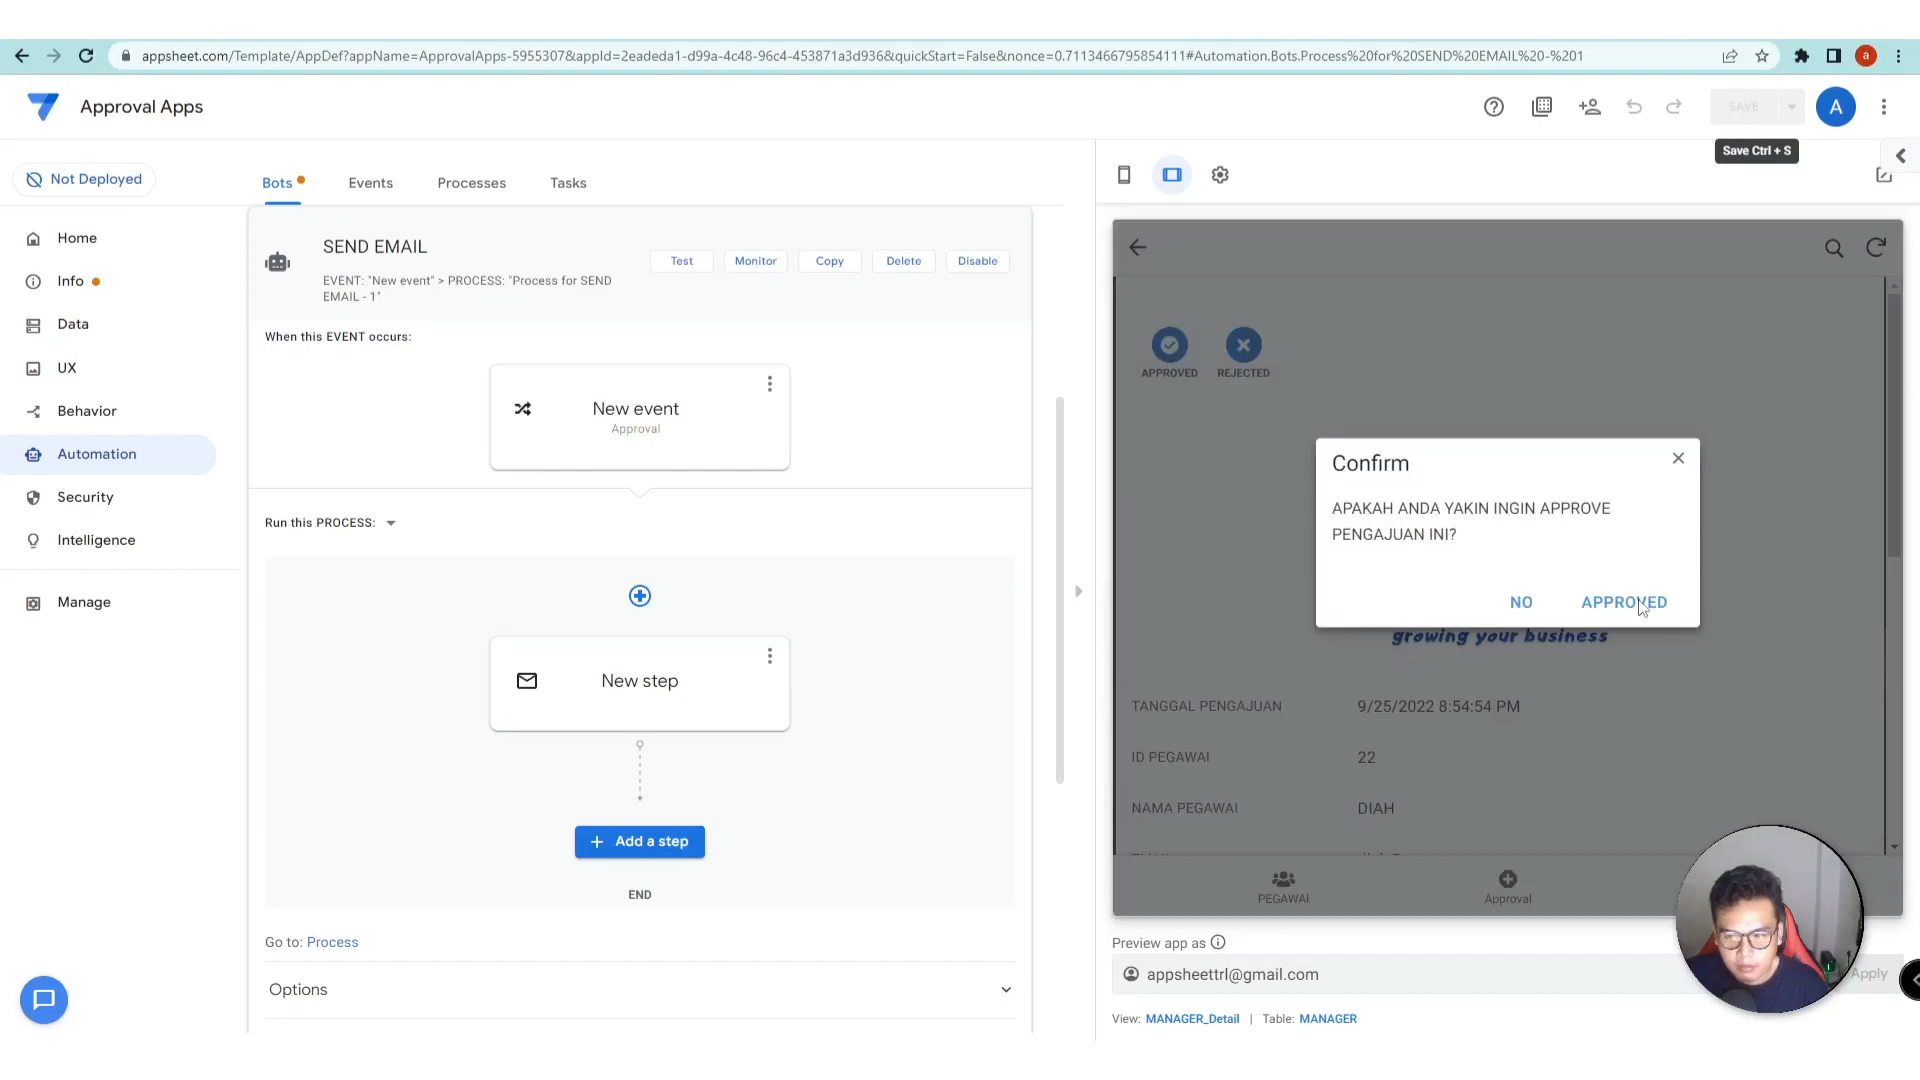 appsheet.com/Template/AppDef?appName=ApprovalApps-5955307&appId=2eadeda1-d99a-4c48-96c4-453871a3d936&quickStart=False&nonce=0.7113466795854111#Automation.Bots.Process%20for%20SEND%20EMAIL%20-%201
a
Approval Apps
SAVE
A
Save Ctrl + S
Not Deployed
Bots
Events
Processes
Tasks
Home
Info
Data
UX
Behavior
Automation
Security
Intelligence
Manage
SEND EMAIL
EVENT: "New event" > PROCESS: "Process for SEND
EMAIL - 1"
Test
Monitor
Copy
Delete
Disable
When this EVENT occurs:
New event
Approval
Run this PROCESS:
New step
Add a step
END
Go to: Process
Options
APPROVED
REJECTED
Confirm
APAKAH ANDA YAKIN INGIN APPROVE
PENGAJUAN INI?
NO
APPROVED
growing your business
TANGGAL PENGAJUAN
9/25/2022 8:54:54 PM
ID PEGAWAI
22
NAMA PEGAWAI
DIAH
PEGAWAI
Approval
Preview app as
appsheettrl@gmail.com
Apply
View: MANAGER_Detail | Table: MANAGER